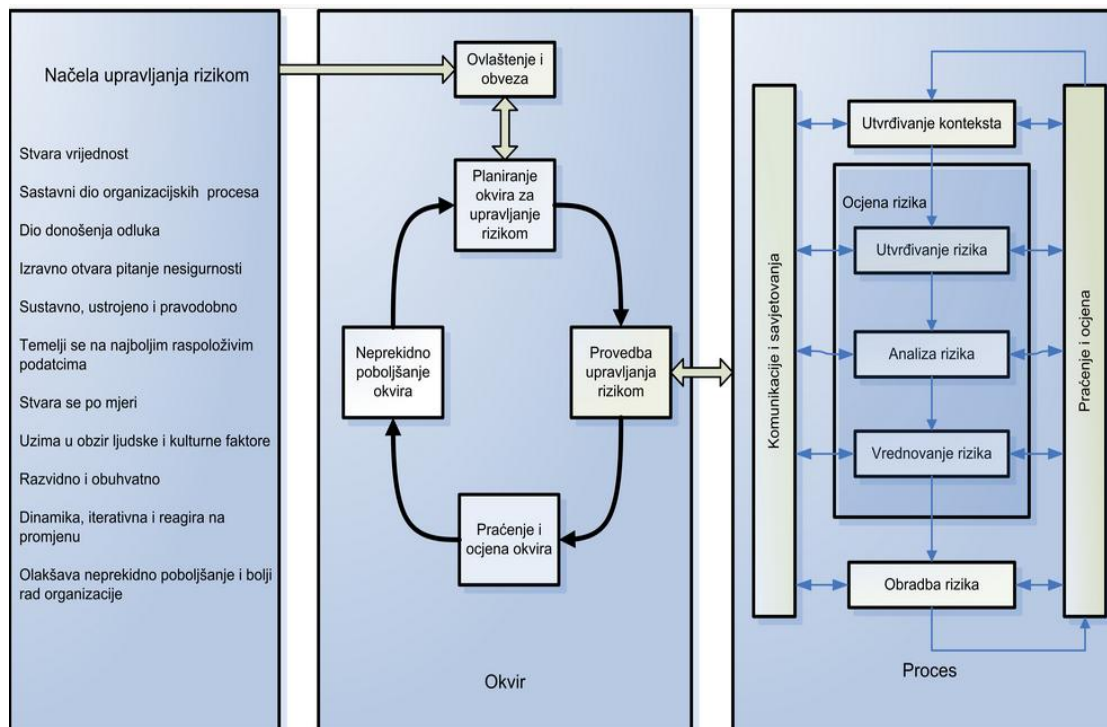 Načela upravljanja rizikom
Stvara vrijednost
Sastavni dio organizacijskih procesa
Dio donošenja odluka
Izravno otvara pitanje nesigurnosti
Sustavno, ustrojeno i pravodobno
Temelji se na najboljim raspoloživim
podatcima
Stvara se po mjeri
Uzima u obzir ljudske i kulturne faktore
Razvidno i obuhvatno
Dinamika, iterativna i reagira na
promjenu
Olakšava neprekidno poboljšanje i bolji
rad organizacije
Ovlaštenje i
obveza
Planiranje
okvira za
upravljanje
rizikom
Neprekidno
poboljšanje
okvira
Provedba
upravljanja
rizikom
Praćenje i
ocjena okvira
Okvir
Komunikacije i savjetovanja
Utvrđivanje konteksta
Ocjena rizika
Utvrđivanje rizika
Analiza rizika
Vrednovanje rizika
Obradba rizika
Praćenje i ocjena
Proces